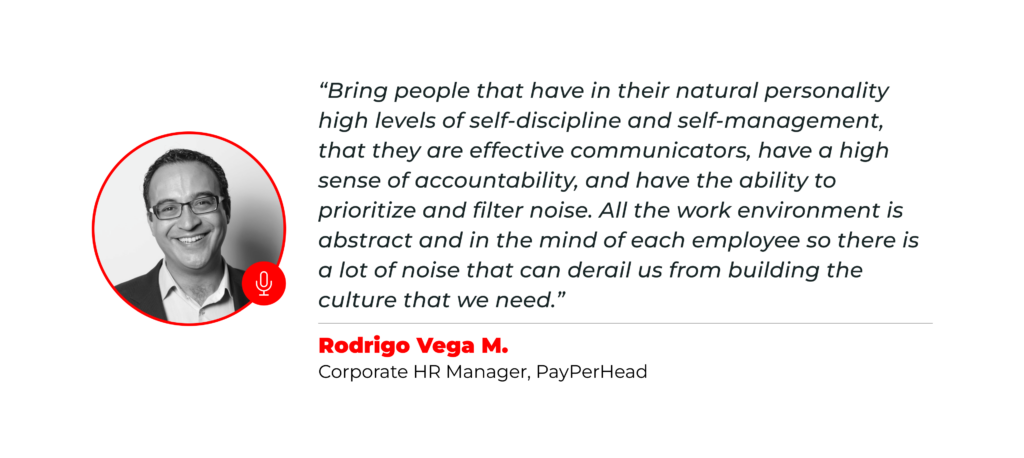 “Bring people that have in their natural personality
high levels of self-discipline and self-management,
that they are effective communicators, have a high
sense of accountability, and have the ability to
prioritize and filter noise. All the work environment is
abstract and in the mind of each employee so there is
a lot of noise that can derail us from building the
culture that we need.”
Rodrigo Vega M.
Corporate HR Manager, PayPerHead